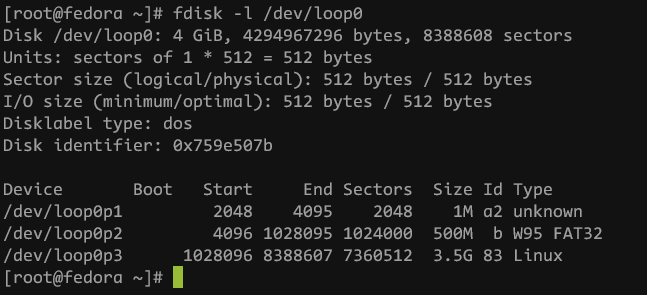 [root@fedora ~]# fdisk -l /dev/loop0
Disk /dev/loop0: 4 GiB, 4294967296 bytes, 8388608 sectors
Units: sectors of 1 * 512 = 512 bytes
Sector size (logical/physical): 512 bytes / 512 bytes
I/O size (minimum/optimal): 512 bytes / 512 bytes
Disklabel type: dos
Disk identifier: 0x759e507b

Device       Boot   Start     End Sectors  Size Id Type
/dev/loop0p1         2048    4095    2048    1M a2 unknown
/dev/loop0p2         4096 1028095 1024000  500M  b W95 FAT32
/dev/loop0p3      1028096 8388607 7360512  3.5G 83 Linux
[root@fedora ~]#